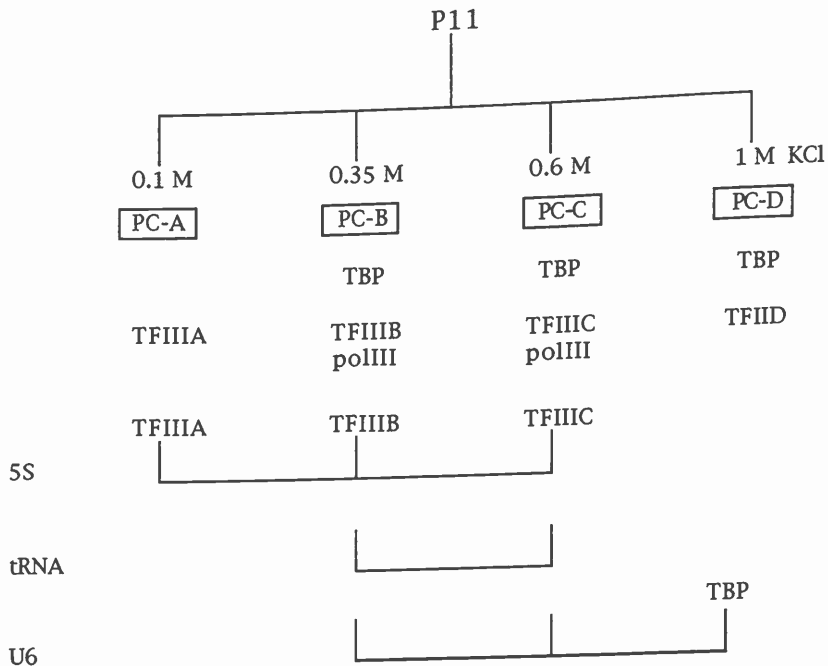 P11
0.1 M 0.35 M 0.6 M 1 M KCl
PC-A PC-B PC-C PC-D
TBP TBP TBP
TFIIIA TFIIIB TFIIIC TFIID
polIII polIII
TFIIIA TFIIIB TFIIIC
5S
tRNA
TBP
U6